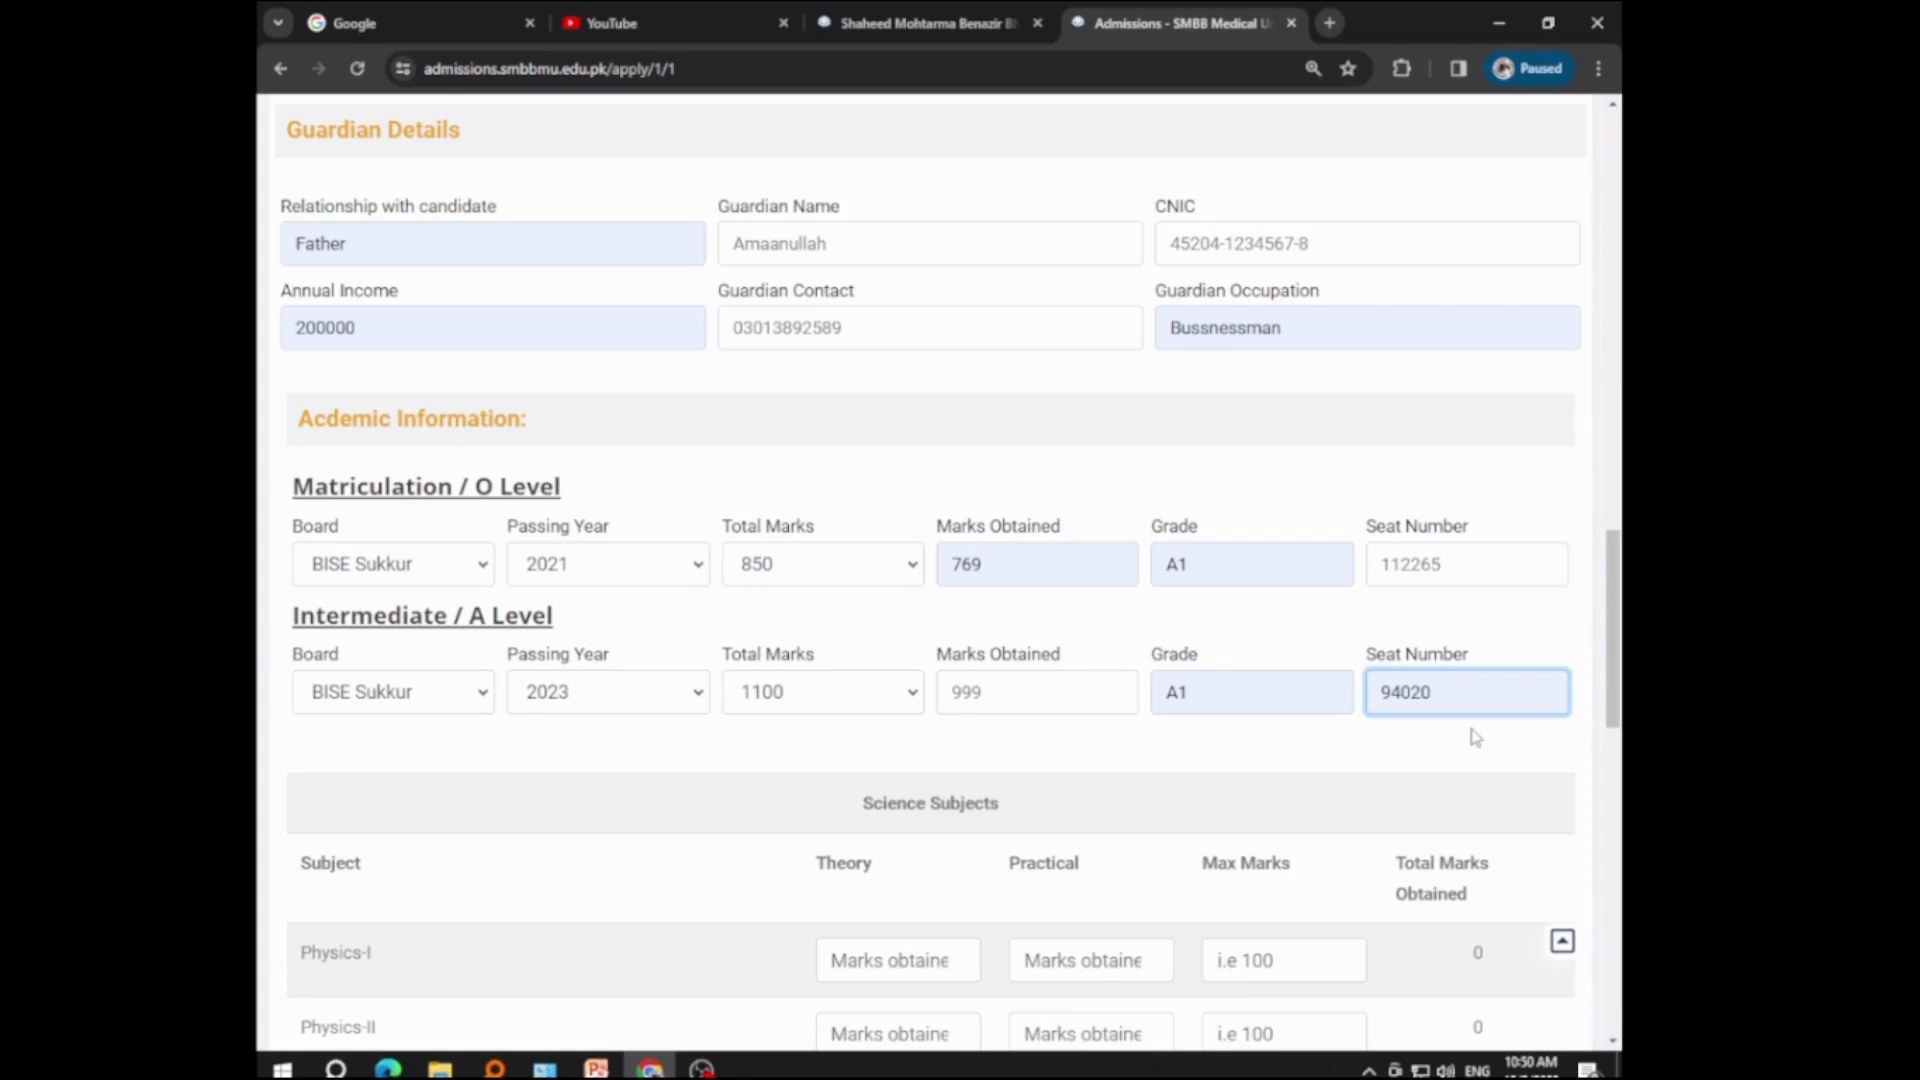 Google
YouTube
Shaheed Mohtarma Benazir B
Admissions - SMBB Medical U
admissions.smbbmu.edu.pk/apply/1/1
Paused
Guardian Details
Relationship with candidate Guardian Name CNIC
Father Amaanullah 45204-1234567-8
Annual Income Guardian Contact Guardian Occupation
200000 03013892589 Bussnessman
Acdemic Information:
Matriculation / O Level
Board Passing Year Total Marks Marks Obtained Grade Seat Number
BISE Sukkur 2021 850 769 A1 112265
Intermediate / A Level
Board Passing Year Total Marks Marks Obtained Grade Seat Number
BISE Sukkur 2023 1100 999 A1 94020
Science Subjects
Subject Theory Practical Max Marks Total Marks
Obtained
Physics-I Marks obtaine Marks obtaine i.e 100 0
Physics-II Marks obtaine Marks obtaine i.e 100 0
ENG 10:50 AM